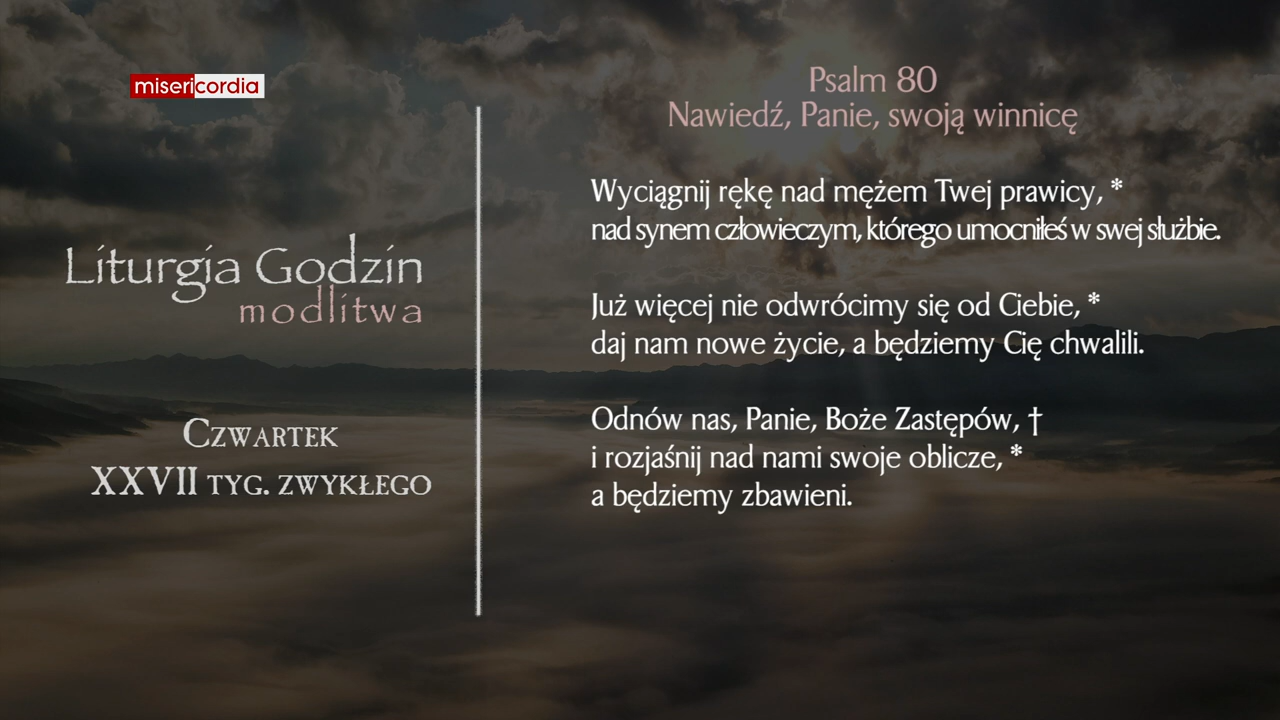 misericordia
Liturgia Godzin
modlitwa
Czwartek
XXVII tyg. zwykłego
Psalm 80
Nawiedź, Panie, swoją winnicę
Wyciągnij rękę nad mężem Twej prawicy, *
nad synem człowieczym, którego umocniłeś w swej służbie.
Już więcej nie odwrócimy się od Ciebie, *
daj nam nowe życie, a będziemy Cię chwalili.
Odnów nas, Panie, Boże Zastępów, †
i rozjaśnij nad nami swoje oblicze, *
a będziemy zbawieni.